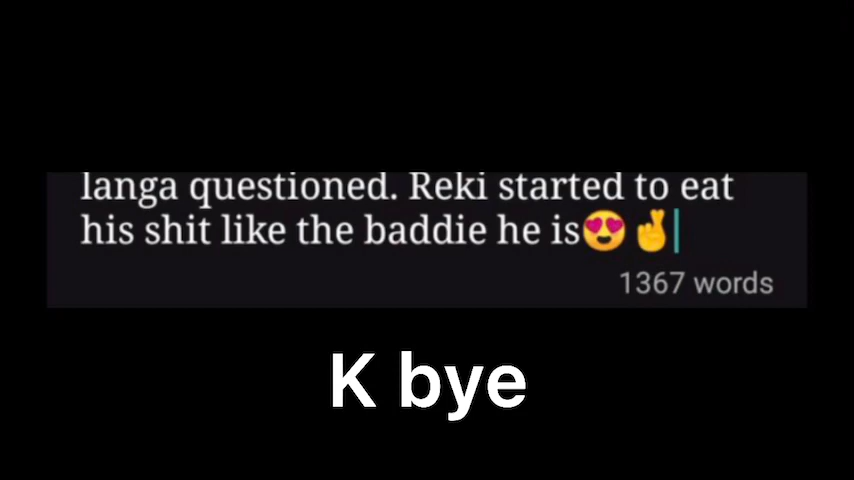 langa questioned. Reki started to eat
his shit like the baddie he is😍🤞
1367 words
K bye